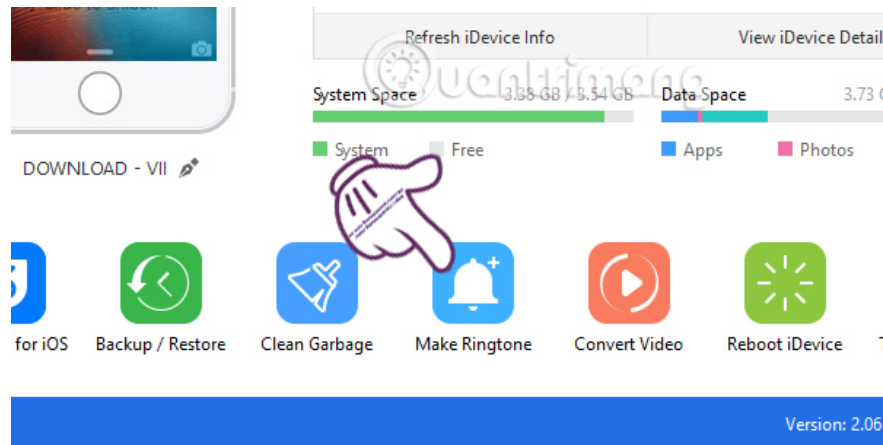 Refresh iDevice Info
View iDevice Detail
Quantrimang
System Space
3.38 GB / 3.54 GB
Data Space
3.73
System
Free
Apps
Photos
DOWNLOAD - VII
for iOS
Backup / Restore
Clean Garbage
Make Ringtone
Convert Video
Reboot iDevice
Version: 2.06